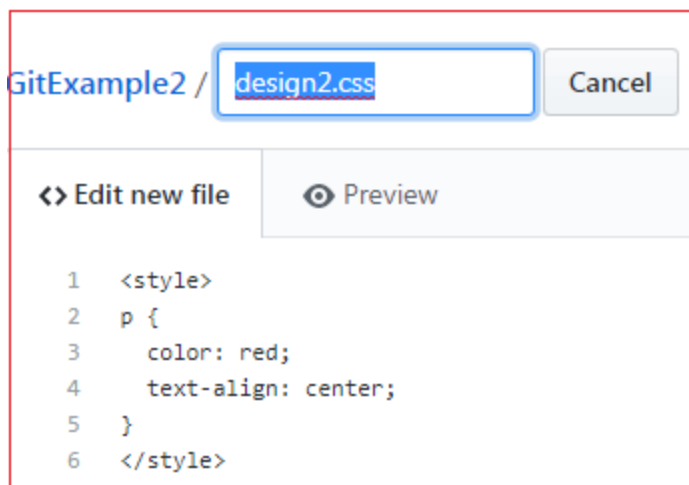 GitExample2 / design2.css Cancel
<> Edit new file Preview
1 <style>
2 p {
3 color: red;
4 text-align: center;
5 }
6 </style>